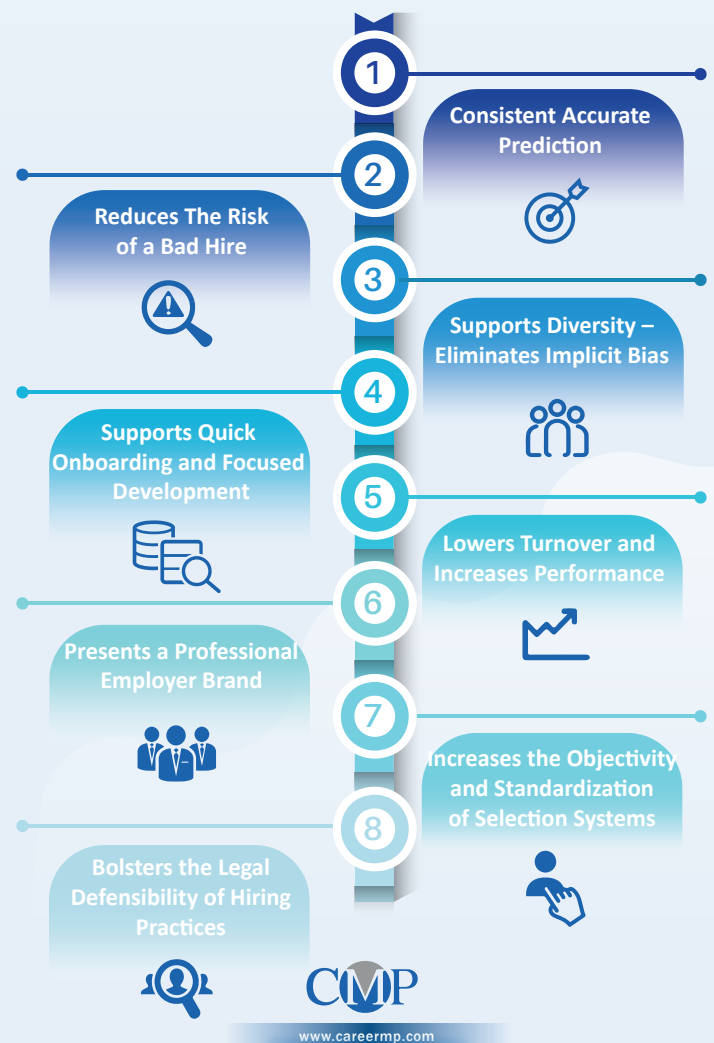 1
Consistent Accurate
Prediction
2
Reduces The Risk
of a Bad Hire
3
Supports Diversity –
Eliminates Implicit Bias
4
Supports Quick
Onboarding and Focused
Development
5
Lowers Turnover and
Increases Performance
6
Presents a Professional
Employer Brand
7
Increases the Objectivity
and Standardization
of Selection Systems
8
Bolsters the Legal
Defensibility of Hiring
Practices
CMP
www.careermp.com